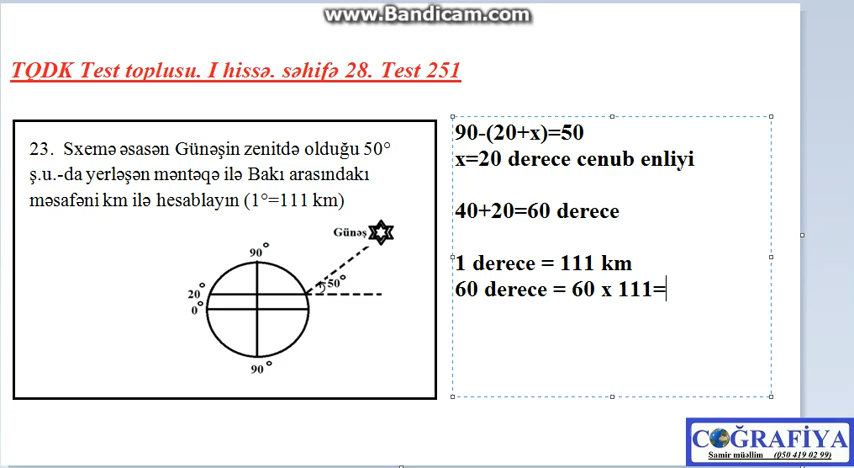 www.Bandicam.com
TQDK Test toplusu. I hissə. səhifə 28. Test 251
23. Sxemə əsasən Günəşin zenitdə olduğu 50°
ş.u.-da yerləşən məntəqə ilə Bakı arasındakı
məsafəni km ilə hesablayın (1°=111 km)
Günəş
90°
50°
20°
0°
90°
90-(20+x)=50
x=20 derece cenub enliyi
40+20=60 derece
1 derece = 111 km
60 derece = 60 x 111=
COĞRAFİYA
Samir müəllim (050 419 02 99)